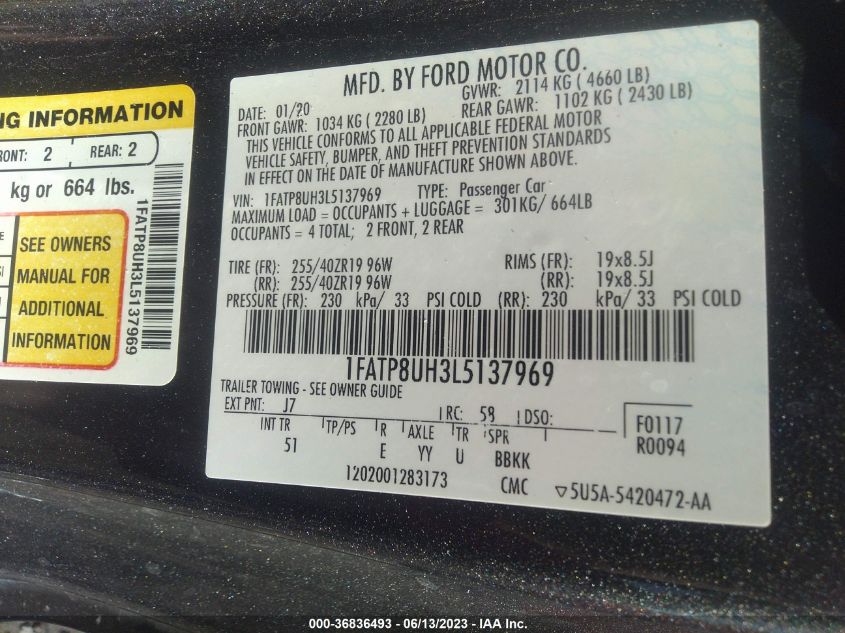 NG INFORMATION
RONT: 2 REAR: 2
kg or 664 lbs.
SEE OWNERS
MANUAL FOR
ADDITIONAL
INFORMATION
1FATP8UH3L5137969
MFD. BY FORD MOTOR CO.
DATE: 01/20 GVWR: 2114 KG ( 4660 LB)
FRONT GAWR: 1034 KG ( 2280 LB) REAR GAWR: 1102 KG ( 2430 LB)
THIS VEHICLE CONFORMS TO ALL APPLICABLE FEDERAL MOTOR
VEHICLE SAFETY, BUMPER, AND THEFT PREVENTION STANDARDS
IN EFFECT ON THE DATE OF MANUFACTURE SHOWN ABOVE.
VIN: 1FATP8UH3L5137969 TYPE: Passenger Car
MAXIMUM LOAD = OCCUPANTS + LUGGAGE = 301KG/ 664LB
OCCUPANTS = 4 TOTAL; 2 FRONT, 2 REAR
TIRE (FR): 255/40ZR19 96W RIMS (FR): 19x8.5J
(RR): 255/40ZR19 96W (RR): 19x8.5J
PRESSURE (FR): 230 kPa/ 33 PSI COLD (RR): 230 kPa/ 33 PSI COLD
1FATP8UH3L5137969
TRAILER TOWING - SEE OWNER GUIDE
EXT PNT: J7 RC: 58 DSO: F0117
INT TR TP/PS R AXLE TR SPR R0094
51 E YY U BBKK
1202001283173 CMC ▽5U5A-5420472-AA
000-36836493 - 06/13/2023 - IAA Inc.